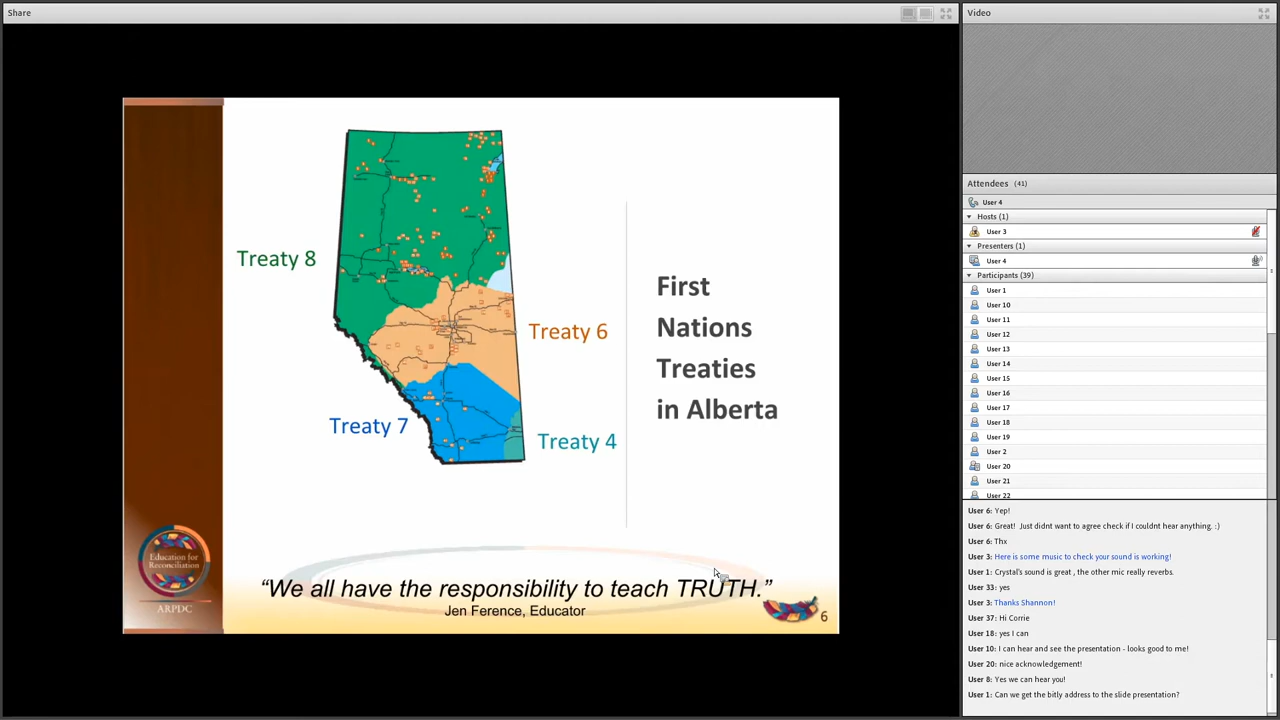 Share
Treaty 8
Treaty 6
Treaty 7
Treaty 4
First
Nations
Treaties
in Alberta
Education for
Reconciliation
ARPDC
“We all have the responsibility to teach TRUTH.”
Jen Ference, Educator
6
Video
Attendees (41)
User 4
Hosts (1)
User 3
Presenters (1)
User 4
Participants (39)
User 1
User 10
User 11
User 12
User 13
User 14
User 15
User 16
User 17
User 18
User 19
User 2
User 20
User 21
User 22
User 6: Yep!
User 6: Great! Just didnt want to agree check if I couldnt hear anything. :)
User 6: Thx
User 3: Here is some music to check your sound is working!
User 1: Crystal's sound is great , the other mic really reverbs.
User 33: yes
User 3: Thanks Shannon!
User 37: Hi Corrie
User 18: yes I can
User 10: I can hear and see the presentation - looks good to me!
User 20: nice acknowledgement!
User 8: Yes we can hear you!
User 1: Can we get the bitly address to the slide presentation?